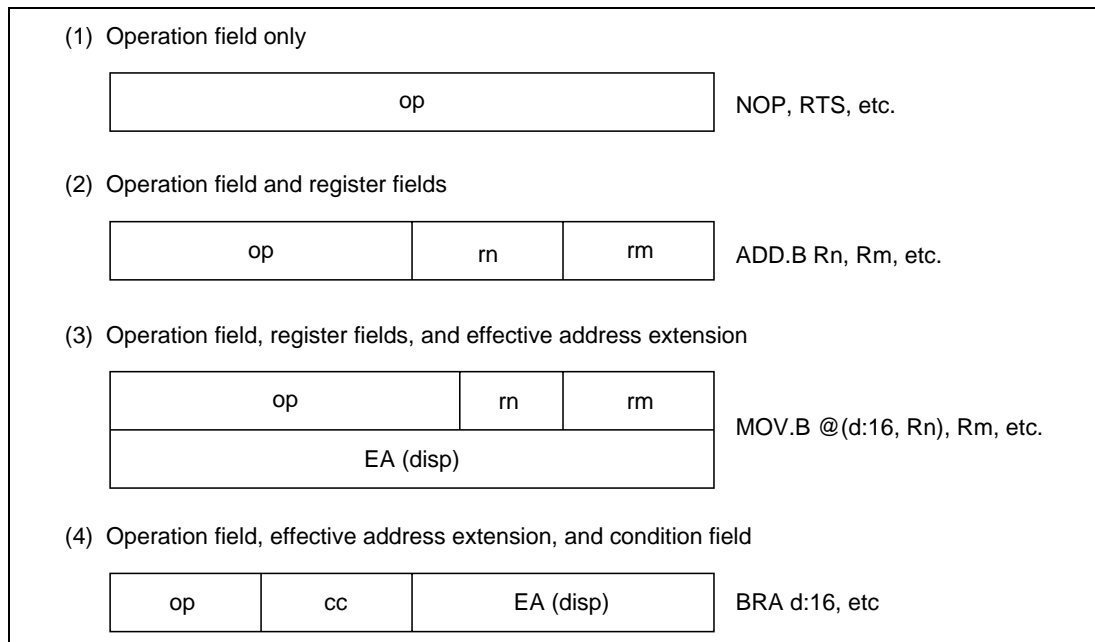 (1) Operation field only
op
NOP, RTS, etc.
(2) Operation field and register fields
op rn rm
ADD.B Rn, Rm, etc.
(3) Operation field, register fields, and effective address extension
op rn rm
MOV.B @(d:16, Rn), Rm, etc.
EA (disp)
(4) Operation field, effective address extension, and condition field
op cc EA (disp)
BRA d:16, etc